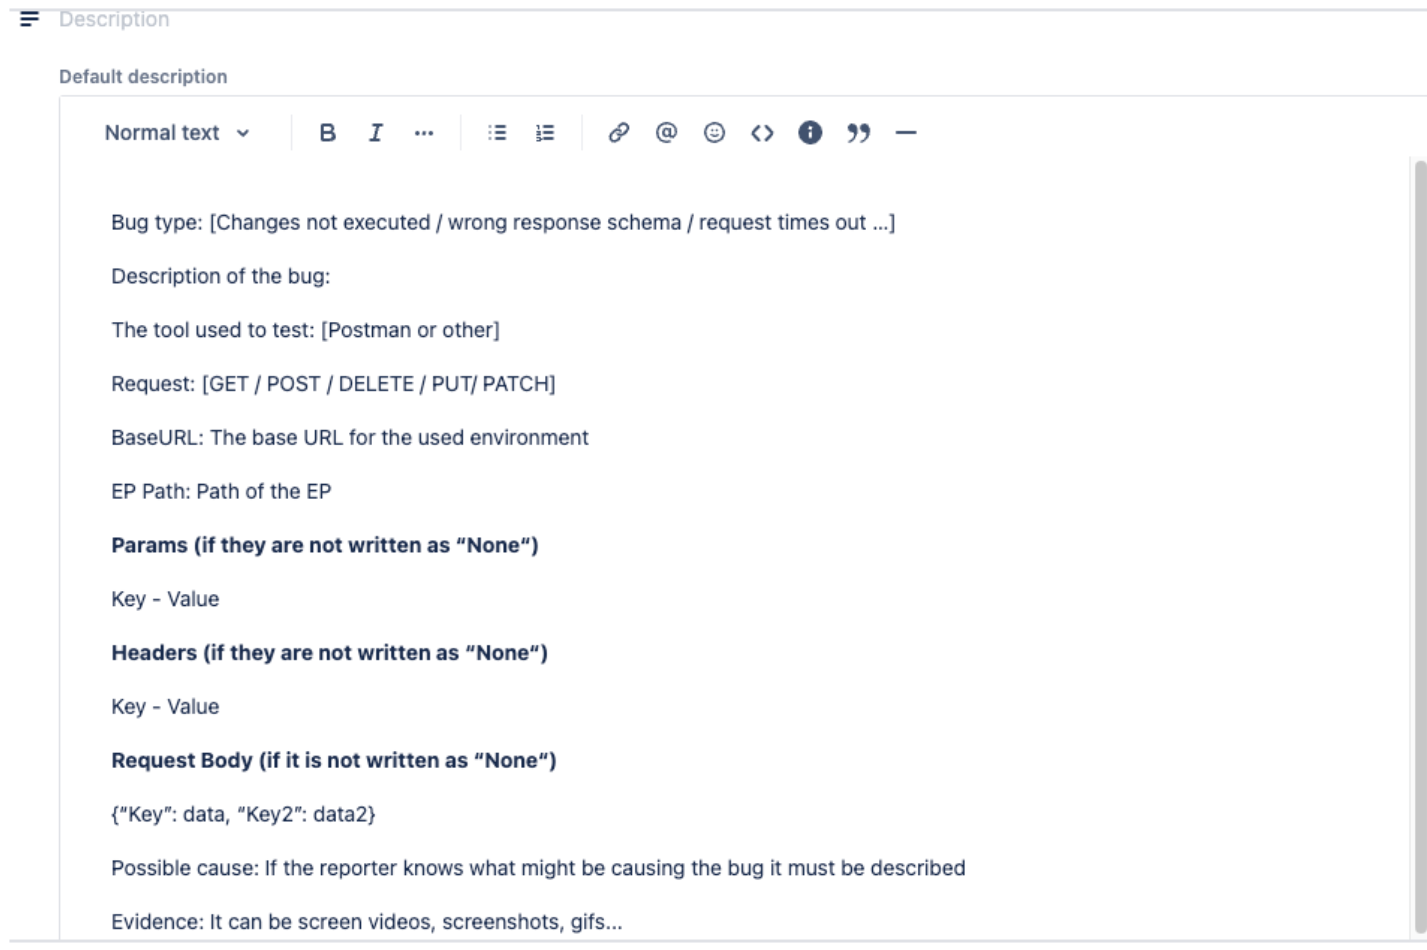 Description
Default description
Normal text B I ...
Bug type: [Changes not executed / wrong response schema / request times out ...]
Description of the bug:
The tool used to test: [Postman or other]
Request: [GET / POST / DELETE / PUT/ PATCH]
BaseURL: The base URL for the used environment
EP Path: Path of the EP
Params (if they are not written as “None“)
Key - Value
Headers (if they are not written as “None“)
Key - Value
Request Body (if it is not written as “None“)
{“Key”: data, “Key2”: data2}
Possible cause: If the reporter knows what might be causing the bug it must be described
Evidence: It can be screen videos, screenshots, gifs...